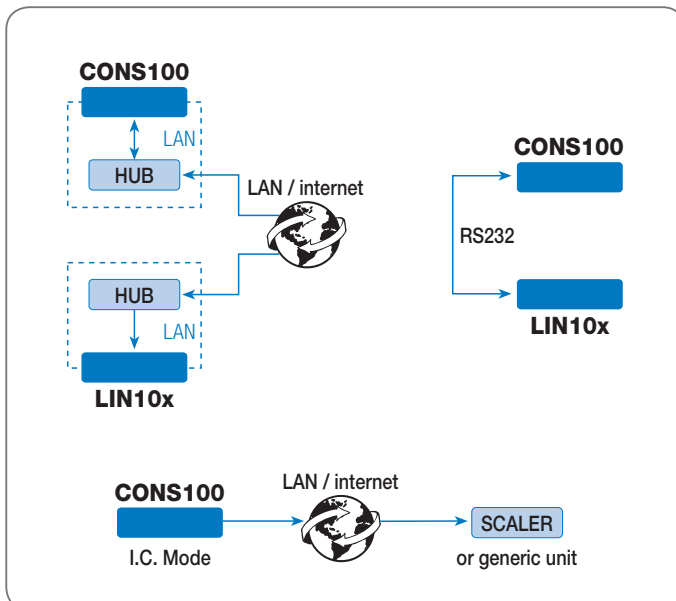 CONS100
LAN
HUB
LAN / internet
HUB
LAN
LIN10x
CONS100
RS232
LIN10x
CONS100
I.C. Mode
LAN / internet
SCALER
or generic unit